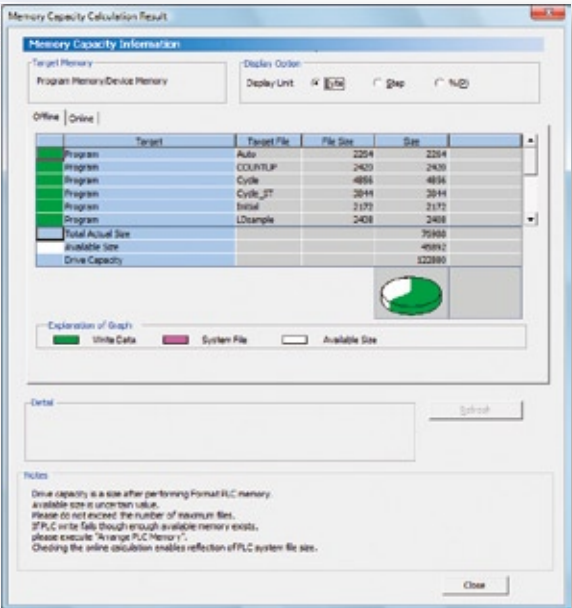 Memory Capacity Calculation Result
Memory Capacity Information
Target Memory
Program Memory/Device Memory
Display Option
Display Unit Byte Step %(P)
Offline Online
Target Target File File Size Size
Program Auto 2264 2264
Program COUNTUP 2420 2420
Program Cycle 4856 4856
Program Cycle_ST 3844 3844
Program Initial 2172 2172
Program LDsample 2408 2408
Total Actual Size 75988
Available Size 45892
Drive Capacity 122880
Explanation of Graph
Write Data System File Available Size
Detail
Refresh
Notes
Drive capacity is a size after performing Format PLC memory.
Available size is uncertain value.
Please do not exceed the number of maximum files.
If PLC write fails though enough available memory exists,
please execute "Arrange PLC Memory".
Checking the online calculation enables reflection of PLC system file size.
Close